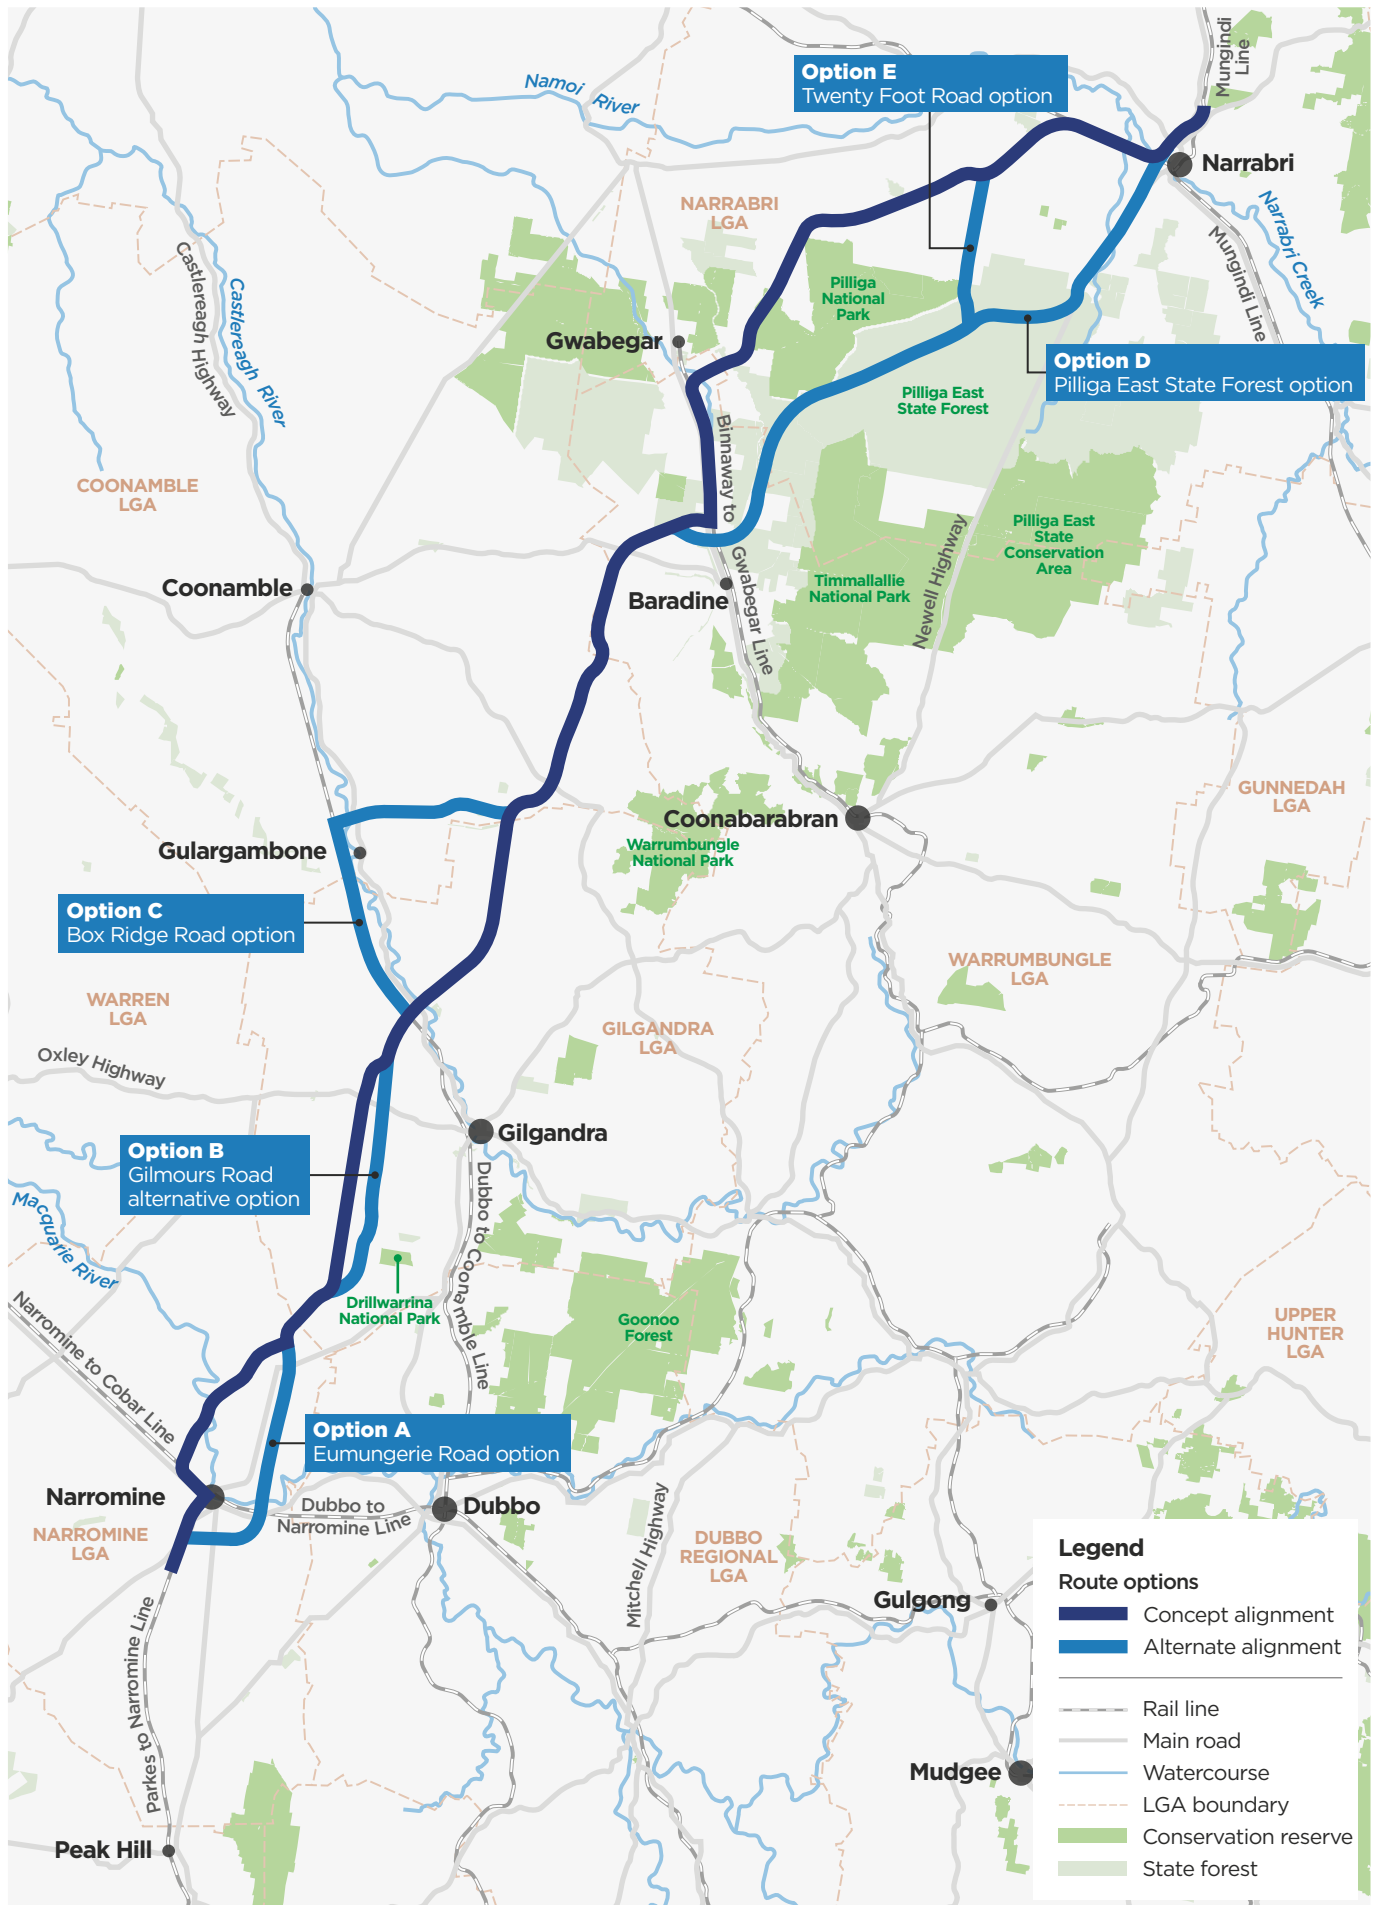 Mungindi
Line
Option E
Twenty Foot Road option
Namoi River
Narrabri
NARRABRI
LGA
Narrabri Creek
Mungindi Line
Castlereagh Highway
Castlereagh River
Pilliga
National
Park
Gwabegar
Option D
Pilliga East State Forest option
Pilliga East
State Forest
Binnaway to
Gwabegar Line
COONAMBLE
LGA
Pilliga East
State
Conservation
Area
Newell Highway
Coonamble
Baradine
Timmallallie
National Park
GUNNEDAH
LGA
Coonabarabran
Warrumbungle
National Park
Gulargambone
Option C
Box Ridge Road option
WARRUMBUNGLE
LGA
WARREN
LGA
GILGANDRA
LGA
Oxley Highway
Gilgandra
Option B
Gilmours Road
alternative option
Dubbo to Coonamble Line
Macquarie River
Drillwarrina
National Park
Goonoo
Forest
UPPER
HUNTER
LGA
Narromine to Cobar Line
Option A
Eumungerie Road option
Narromine
Dubbo to
Narromine Line
Dubbo
NARROMINE
LGA
Mitchell Highway
DUBBO
REGIONAL
LGA
Gulgong
Parkes to Narromine Line
Mudgee
Peak Hill
Legend
Route options
Concept alignment
Alternate alignment
Rail line
Main road
Watercourse
LGA boundary
Conservation reserve
State forest